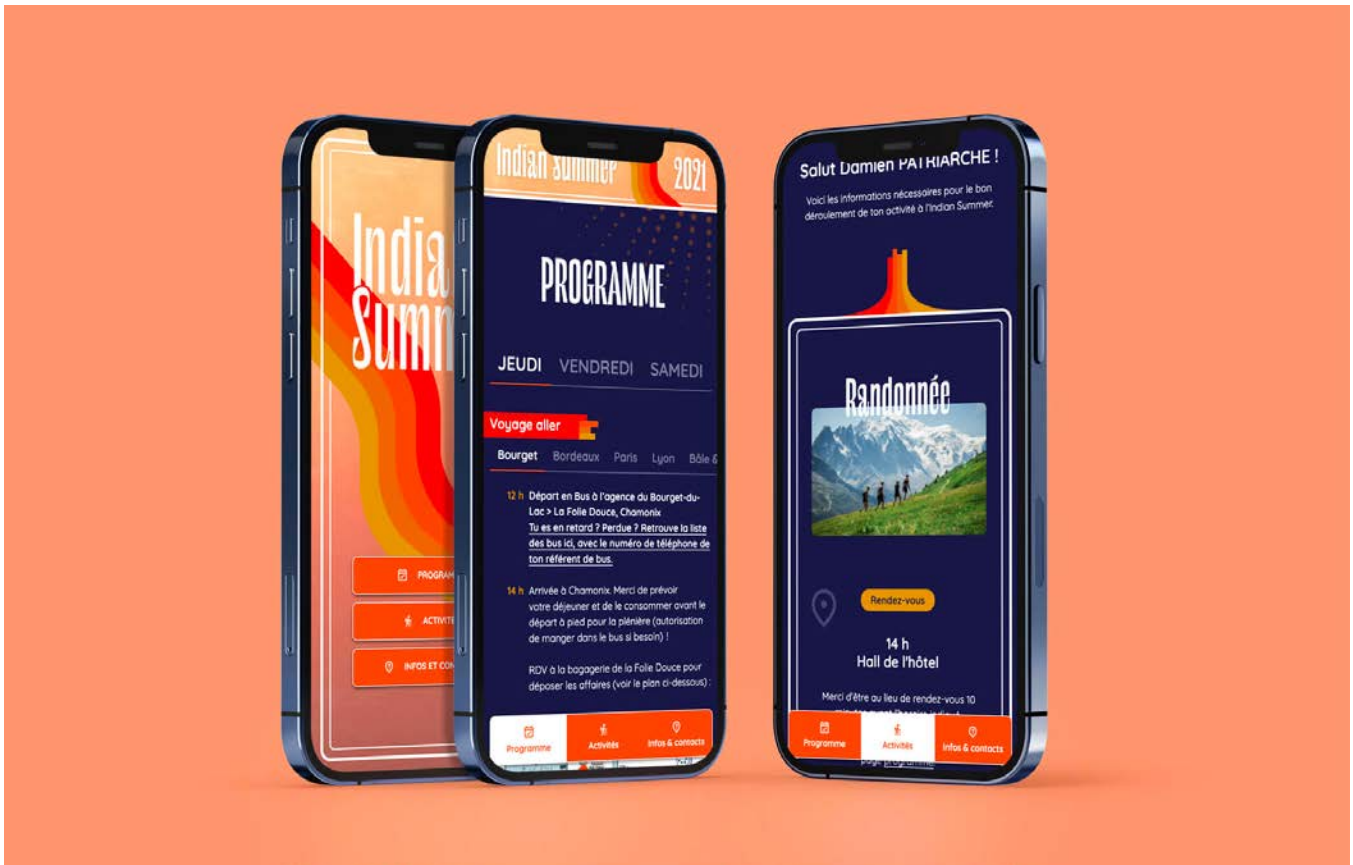 Indian
Summ
PROGRAM
ACTIVITÉ
INFOS ET CON
Indian Summer 2021
PROGRAMME
JEUDI VENDREDI SAMEDI
Voyage aller
Bourget Bordeaux Paris Lyon Bâle &
12 h Départ en Bus à l'agence du Bourget-du-
Lac > La Folie Douce, Chamonix
Tu es en retard ? Perdue ? Retrouve la liste
des bus ici, avec le numéro de téléphone de
ton référent de bus.
14 h Arrivée à Chamonix. Merci de prévoir
votre déjeuner et de le consommer avant le
départ à pied pour la plénière (autorisation
de manger dans le bus si besoin) !
RDV à la bagagerie de la Folie Douce pour
déposer les affaires (voir le plan ci-dessous) :
Programme Activités Infos & contacts
Salut Damien PATRIARCHE !
Voici les informations nécessaires pour le bon
déroulement de ton activité à l'Indian Summer.
Randonnée
Rendez-vous
14 h
Hall de l'hôtel
Merci d'être au lieu de rendez-vous 10
minutes avant l'horaire indiqué
Programme Activités Infos & contacts
page programme.